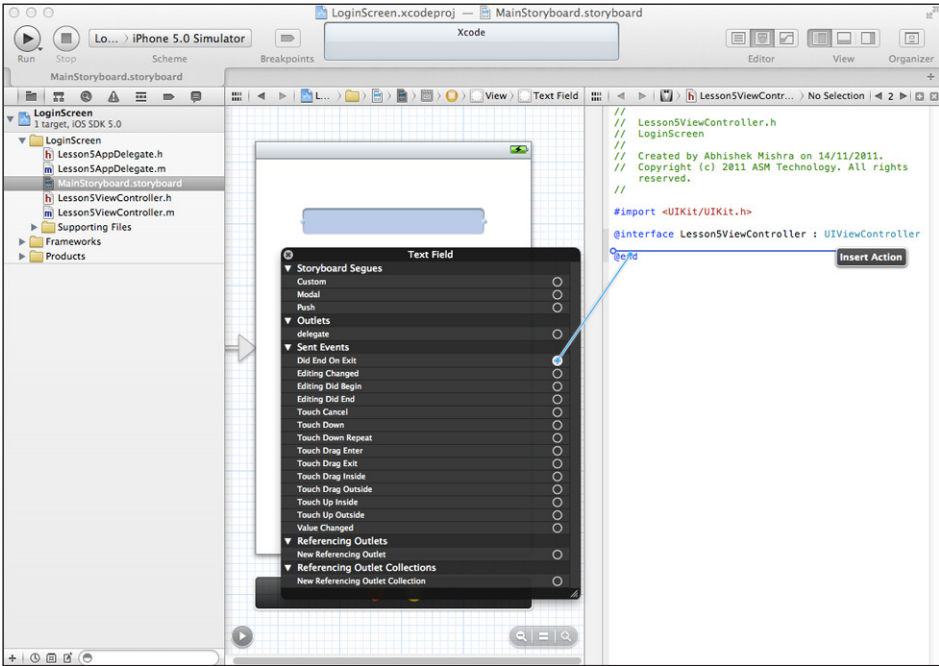 LoginScreen.xcodeproj — MainStoryboard.storyboard
Lo... iPhone 5.0 Simulator
Xcode
Run Stop Scheme Breakpoints Editor View Organizer
MainStoryboard.storyboard
L... View Text Field
Lesson5ViewContr... No Selection 2
LoginScreen
1 target, iOS SDK 5.0
LoginScreen
h Lesson5AppDelegate.h
m Lesson5AppDelegate.m
MainStoryboard.storyboard
h Lesson5ViewController.h
m Lesson5ViewController.m
Supporting Files
Frameworks
Products
Text Field
Storyboard Segues
Custom
Modal
Push
Outlets
delegate
Sent Events
Did End On Exit
Editing Changed
Editing Did Begin
Editing Did End
Touch Cancel
Touch Down
Touch Down Repeat
Touch Drag Enter
Touch Drag Exit
Touch Drag Inside
Touch Drag Outside
Touch Up Inside
Touch Up Outside
Value Changed
Referencing Outlets
New Referencing Outlet
Referencing Outlet Collections
New Referencing Outlet Collection
//
// Lesson5ViewController.h
// LoginScreen
//
// Created by Abhishek Mishra on 14/11/2011.
// Copyright (c) 2011 ASM Technology. All rights
reserved.
//
#import <UIKit/UIKit.h>
@interface Lesson5ViewController : UIViewController
@end
Insert Action